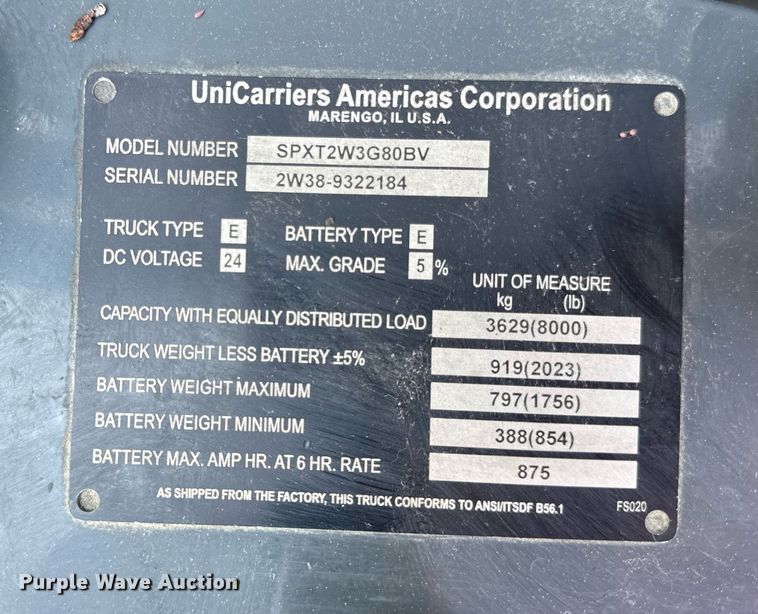 UniCarriers Americas Corporation
MARENGO, IL U.S.A.
MODEL NUMBER SPXT2W3G80BV
SERIAL NUMBER 2W38-9322184
TRUCK TYPE E BATTERY TYPE E
DC VOLTAGE 24 MAX. GRADE 5 %
UNIT OF MEASURE
kg (lb)
CAPACITY WITH EQUALLY DISTRIBUTED LOAD 3629(8000)
TRUCK WEIGHT LESS BATTERY ±5% 919(2023)
BATTERY WEIGHT MAXIMUM 797(1756)
BATTERY WEIGHT MINIMUM 388(854)
BATTERY MAX. AMP HR. AT 6 HR. RATE 875
AS SHIPPED FROM THE FACTORY, THIS TRUCK CONFORMS TO ANSI/ITSDF B56.1 FS020
Purple Wave Auction